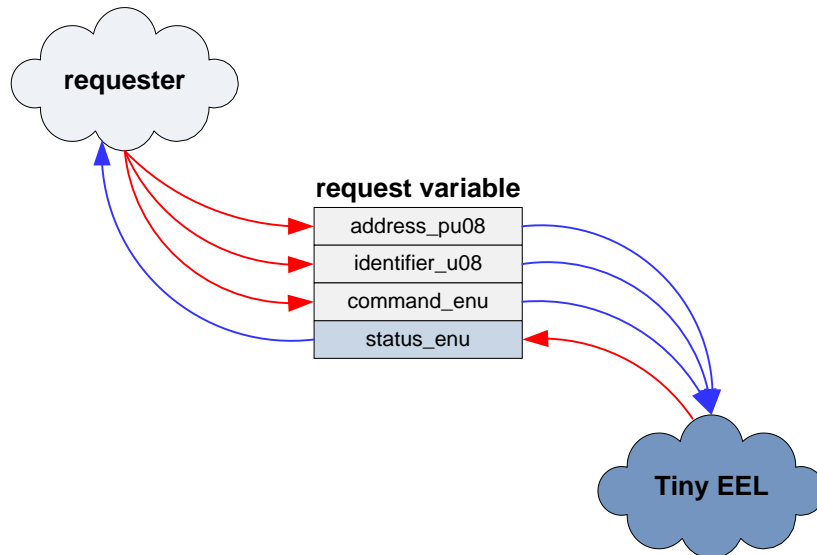 requester
request variable
address_pu08
identifier_u08
command_enu
status_enu
Tiny EEL